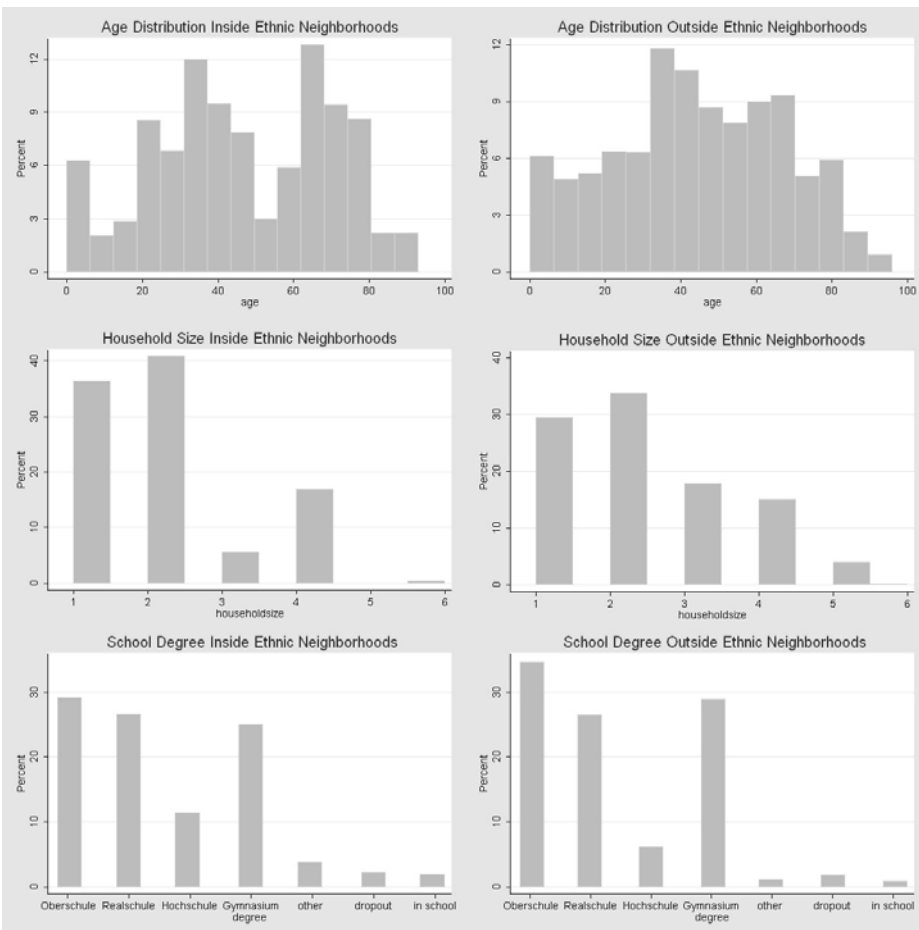 Age Distribution Inside Ethnic Neighborhoods
Percent
12
9
6
3
0
0 20 40 60 80 100
age
Age Distribution Outside Ethnic Neighborhoods
Percent
12
9
6
3
0
0 20 40 60 80 100
age
Household Size Inside Ethnic Neighborhoods
Percent
40
30
20
10
0
1 2 3 4 5 6
householdsize
Household Size Outside Ethnic Neighborhoods
Percent
40
30
20
10
0
1 2 3 4 5 6
householdsize
School Degree Inside Ethnic Neighborhoods
Percent
30
20
10
0
Oberschule Realschule Hochschule Gymnasium other dropout in school
degree
School Degree Outside Ethnic Neighborhoods
Percent
30
20
10
0
Oberschule Realschule Hochschule Gymnasium other dropout in school
degree